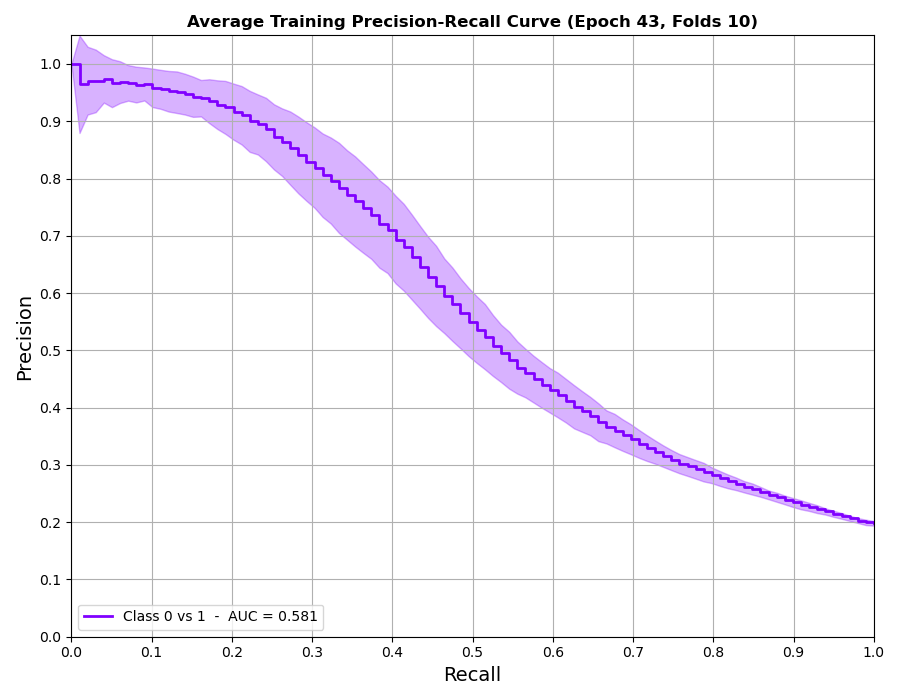 Average Training Precision-Recall Curve (Epoch 43, Folds 10)
Precision
1.0
0.9
0.8
0.7
0.6
0.5
0.4
0.3
0.2
0.1
0.0
Class 0 vs 1  -  AUC = 0.581
0.0 0.1 0.2 0.3 0.4 0.5 0.6 0.7 0.8 0.9 1.0
Recall